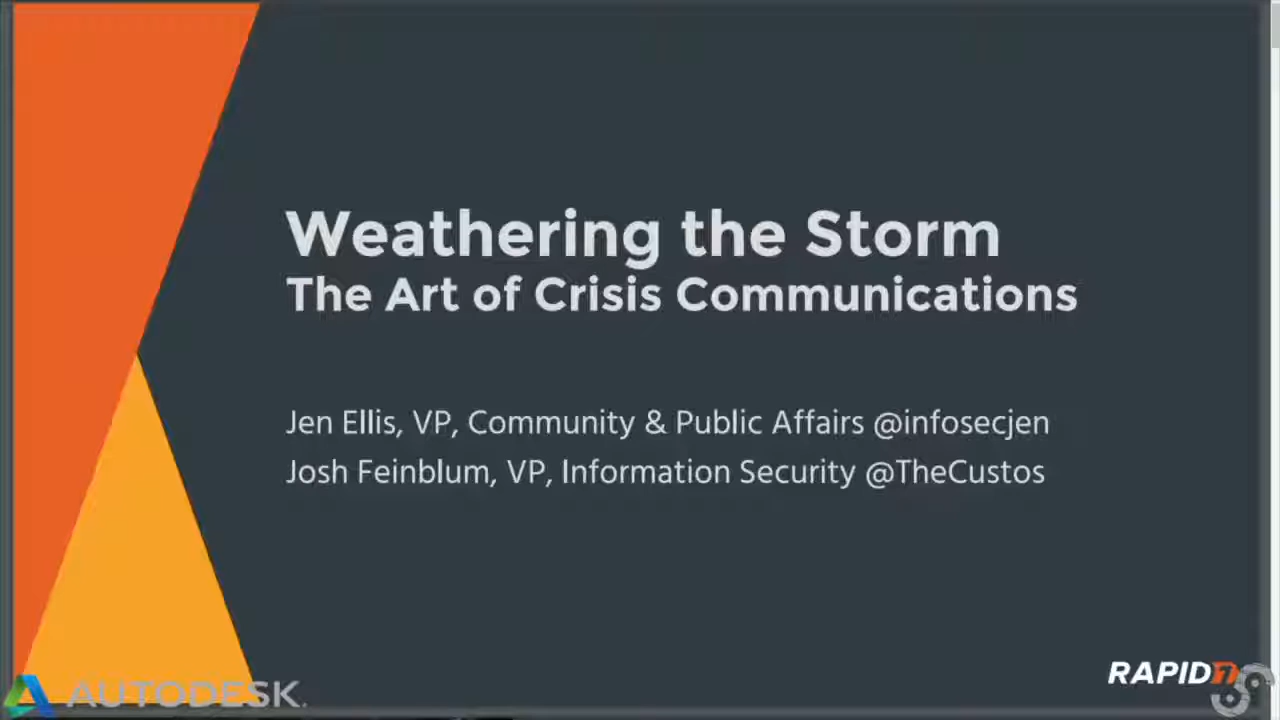 Weathering the Storm
The Art of Crisis Communications
Jen Ellis, VP, Community & Public Affairs @infosecjen
Josh Feinblum, VP, Information Security @TheCustos
RAPID7
AUTODESK.